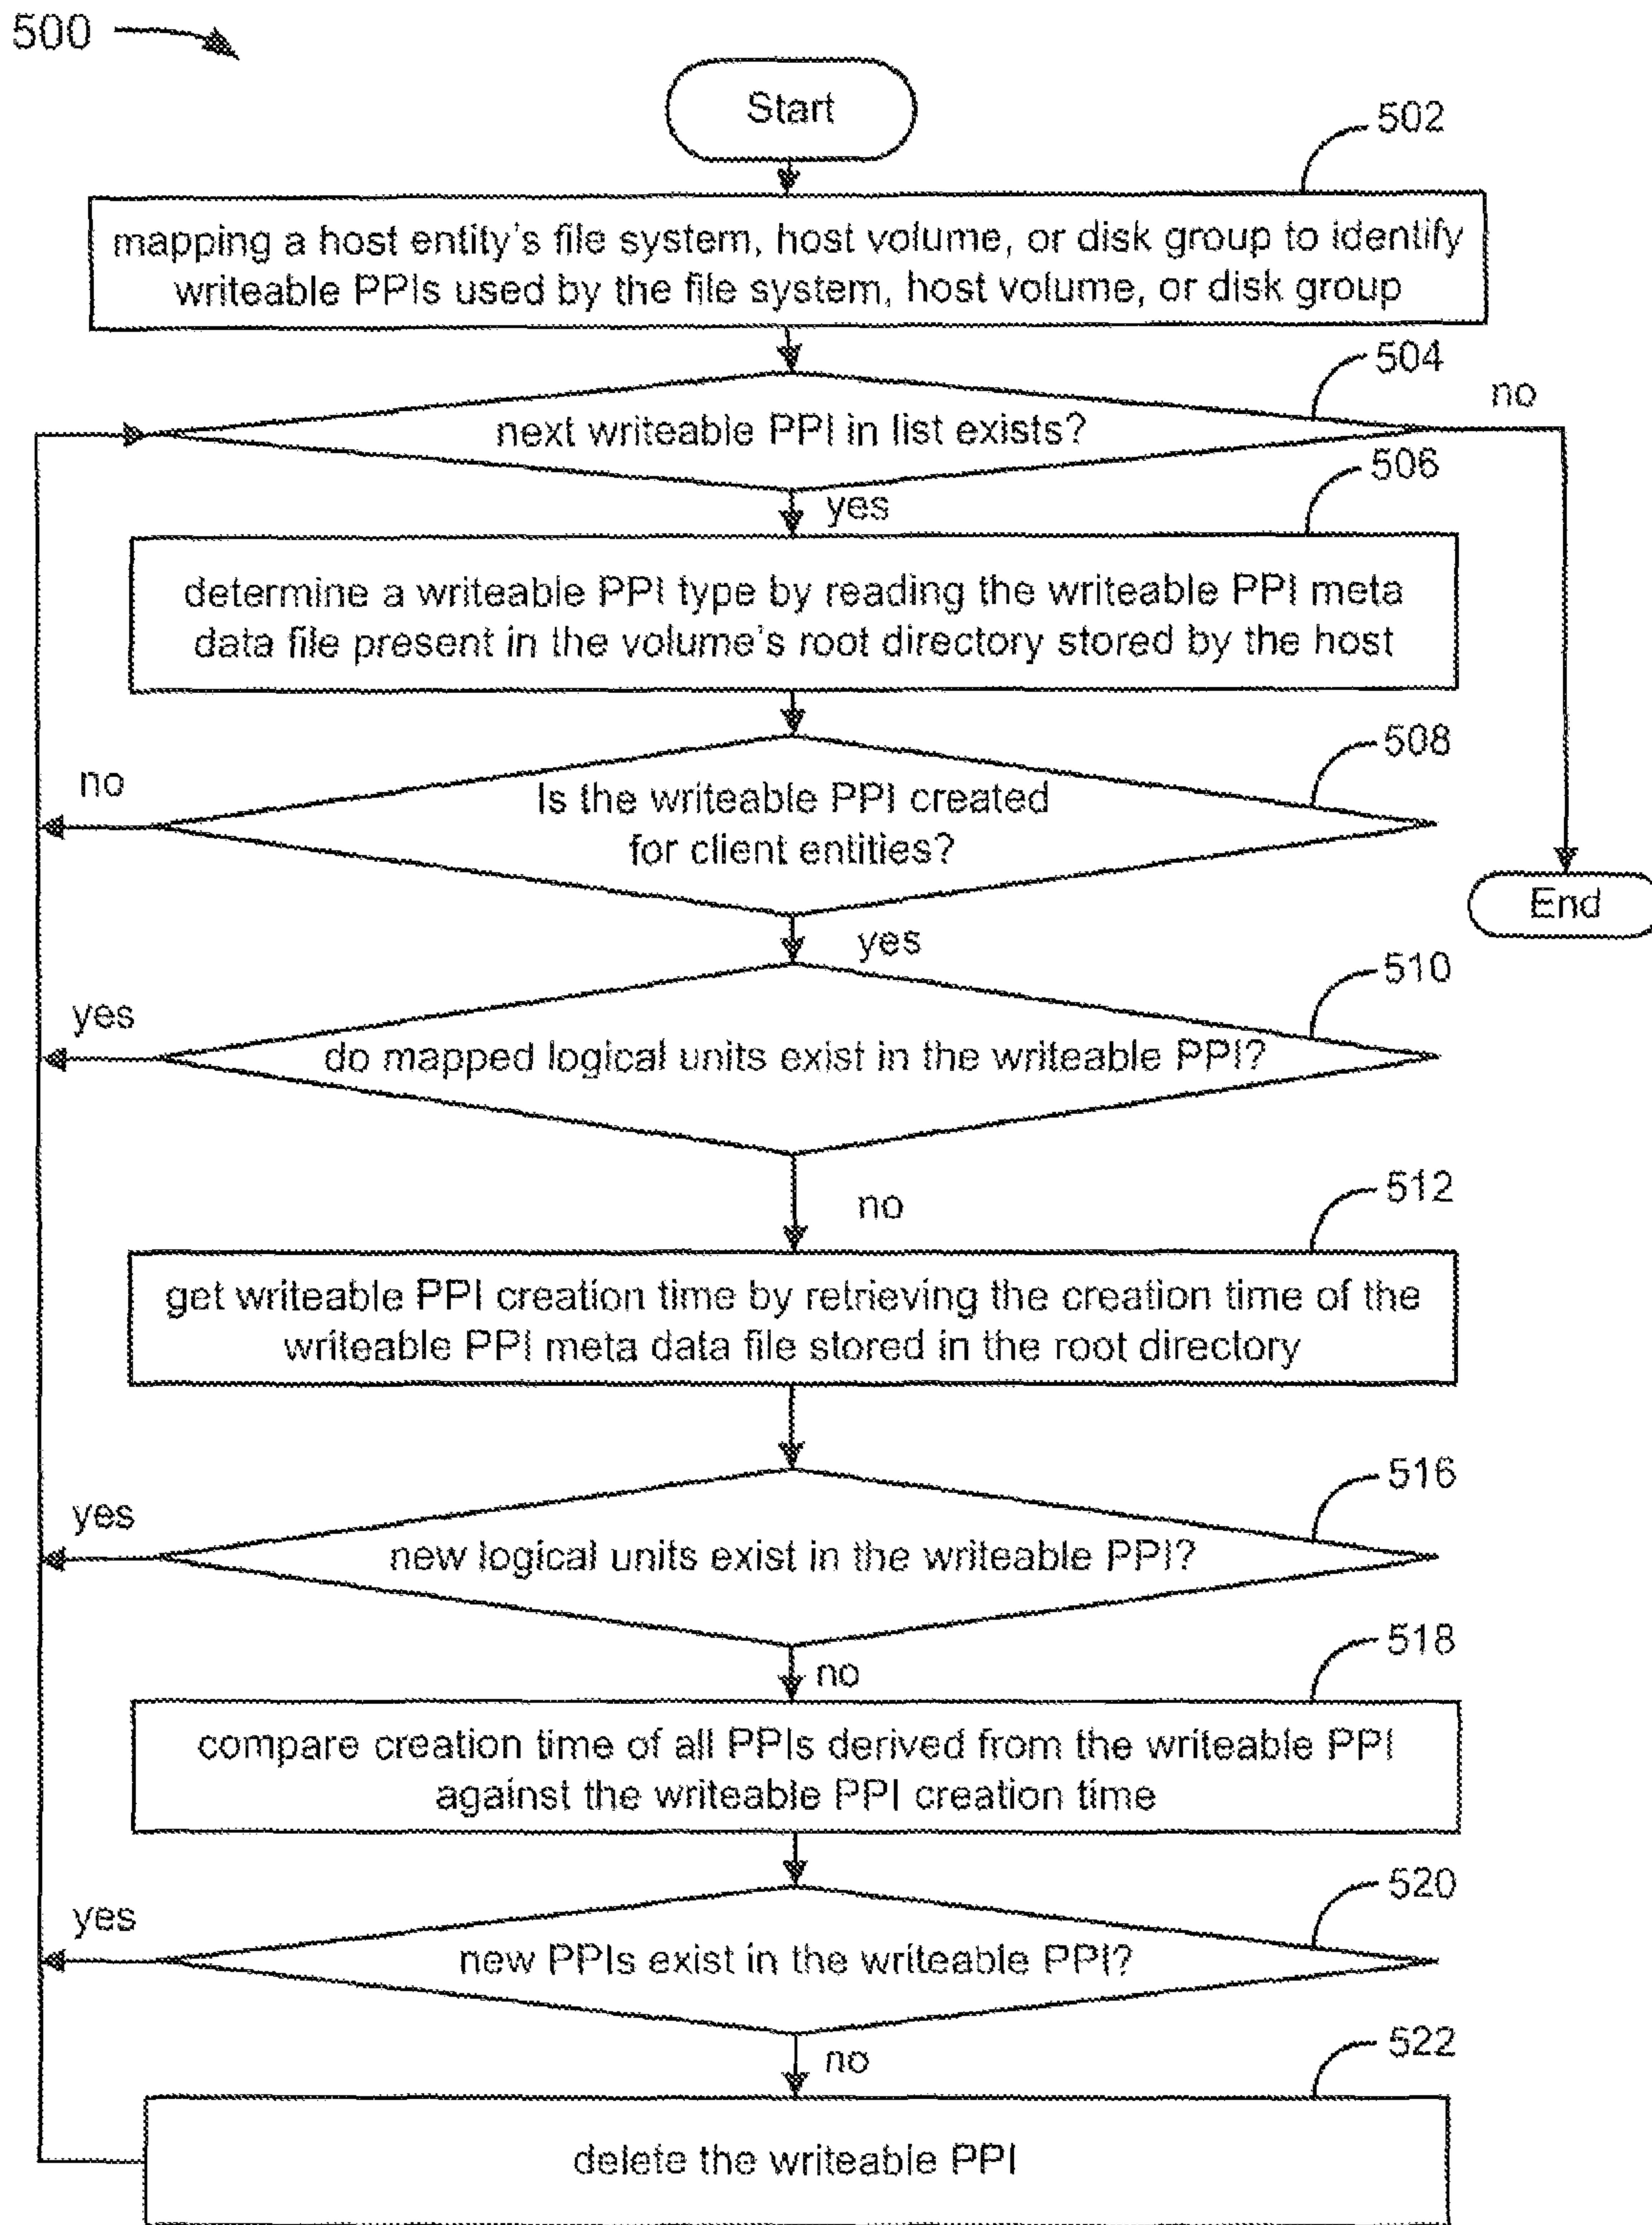 500
Start
502
mapping a host entity's file system, host volume, or disk group to identify
writeable PPIs used by the file system, host volume, or disk group
504
no
next writeable PPI in list exists?
506
yes
determine a writeable PPI type by reading the writeable PPI meta
data file present in the volume's root directory stored by the host
508
no
Is the writeable PPI created
for client entities?
End
yes
510
yes
do mapped logical units exist in the writeable PPI?
no
512
get writeable PPI creation time by retrieving the creation time of the
writeable PPI meta data file stored in the root directory
516
yes
new logical units exist in the writeable PPI?
518
no
compare creation time of all PPIs derived from the writeable PPI
against the writeable PPI creation time
520
yes
new PPIs exist in the writeable PPI?
522
no
delete the writeable PPI